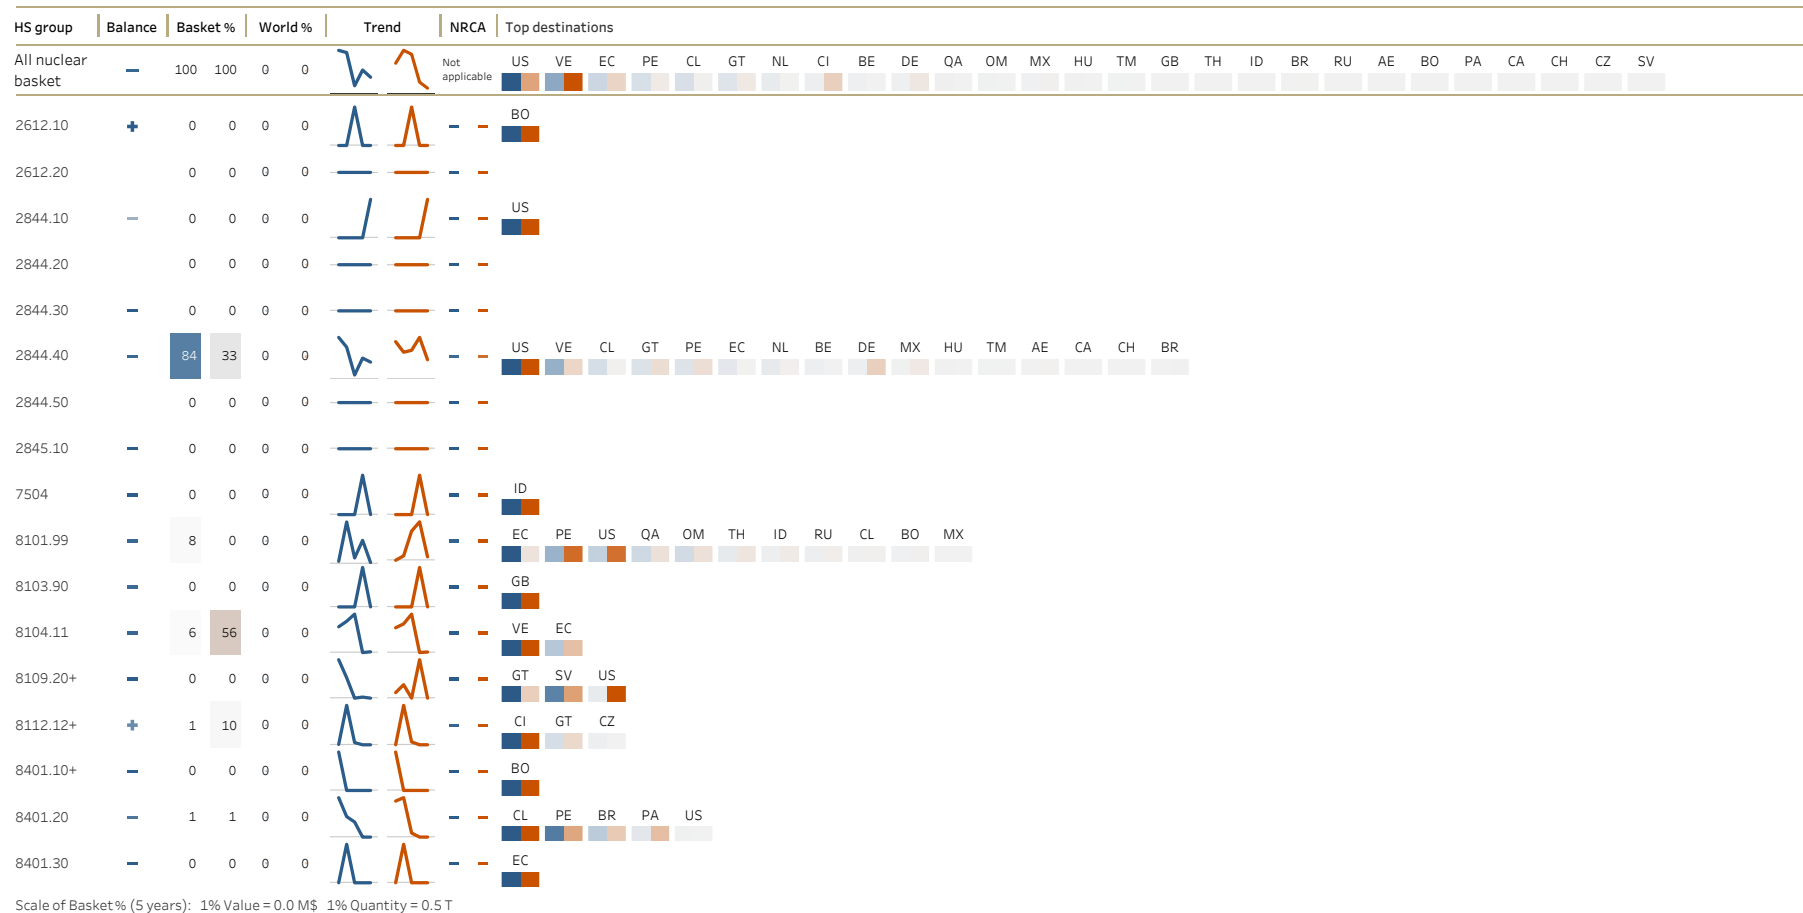 HS group Balance Basket % World % Trend NRCA Top destinations
All nuclear basket 100 100 0 0 Not applicable US VE EC PE CL GT NL CI BE DE QA OM MX HU TM GB TH ID BR RU AE BO PA CA CH CZ SV
2612.10 0 0 0 0 BO
2612.20 0 0 0 0
2844.10 0 0 0 0 US
2844.20 0 0 0 0
2844.30 0 0 0 0
2844.40 84 33 0 0 US VE CL GT PE EC NL BE DE MX HU TM AE CA CH BR
2844.50 0 0 0 0
2845.10 0 0 0 0
7504 0 0 0 0 ID
8101.99 8 0 0 0 EC PE US QA OM TH ID RU CL BO MX
8103.90 0 0 0 0 GB
8104.11 6 56 0 0 VE EC
8109.20+ 0 0 0 0 GT SV US
8112.12+ 1 10 0 0 CI GT CZ
8401.10+ 0 0 0 0 BO
8401.20 1 1 0 0 CL PE BR PA US
8401.30 0 0 0 0 EC
Scale of Basket% (5 years): 1% Value = 0.0 M$ 1% Quantity = 0.5 T